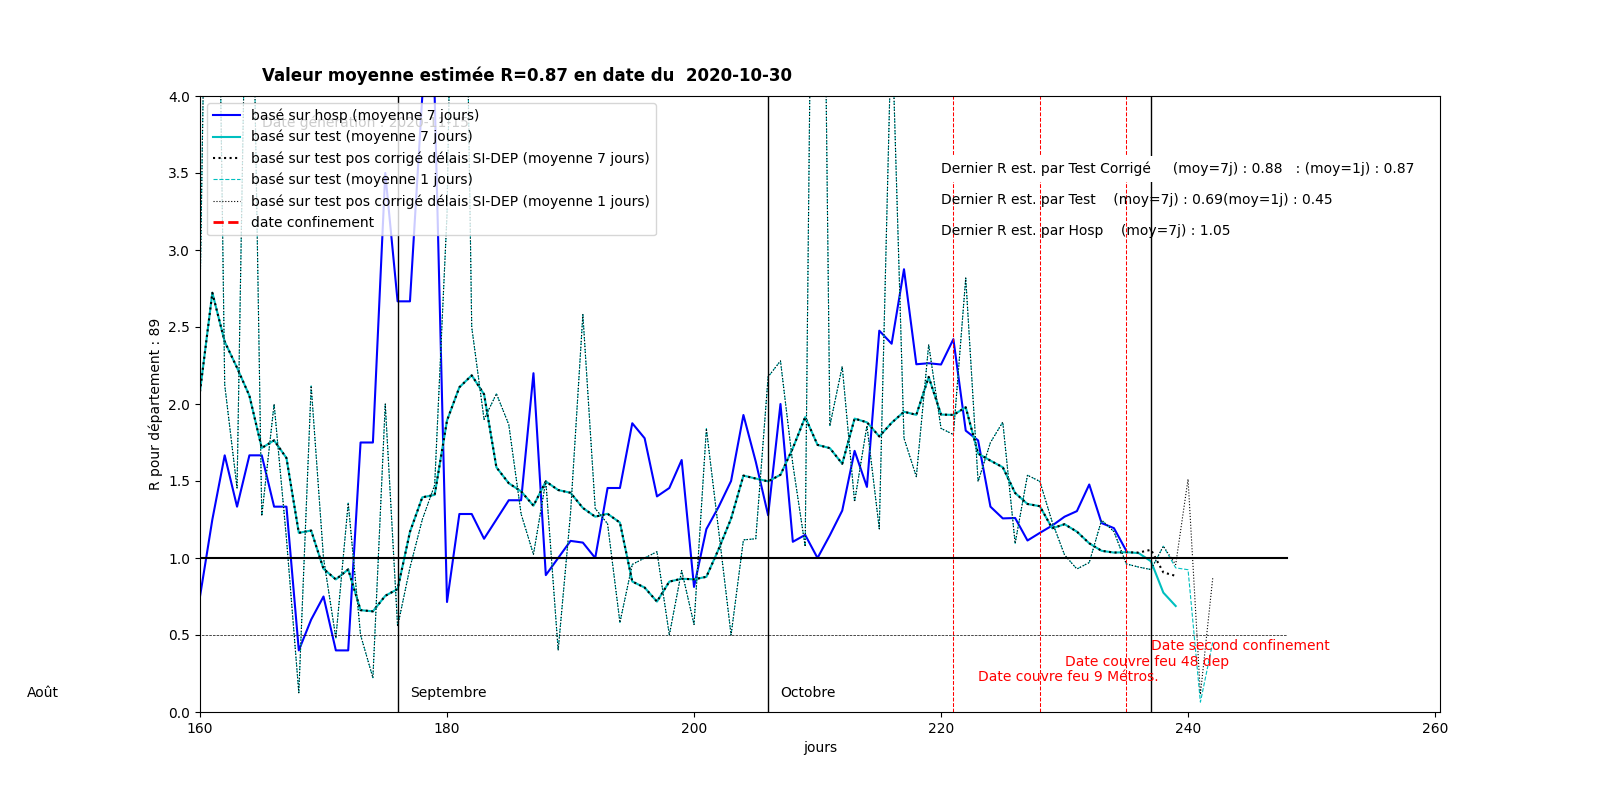 Valeur moyenne estimée R=0.87 en date du  2020-10-30
4.0
3.5
3.0
2.5
2.0
1.5
1.0
0.5
0.0
R pour département : 89
basé sur hosp (moyenne 7 jours)
basé sur test (moyenne 7 jours)
basé sur test pos corrigé délais SI-DEP (moyenne 7 jours)
basé sur test (moyenne 1 jours)
basé sur test pos corrigé délais SI-DEP (moyenne 1 jours)
date confinement
Dernier R est. par Test Corrigé     (moy=7j) : 0.88   : (moy=1j) : 0.87
Dernier R est. par Test    (moy=7j) : 0.69(moy=1j) : 0.45
Dernier R est. par Hosp    (moy=7j) : 1.05
Date second confinement
Date couvre feu 48 dep
Date couvre feu 9 Métros.
Août
Septembre
Octobre
160 180 200 220 240 260
jours